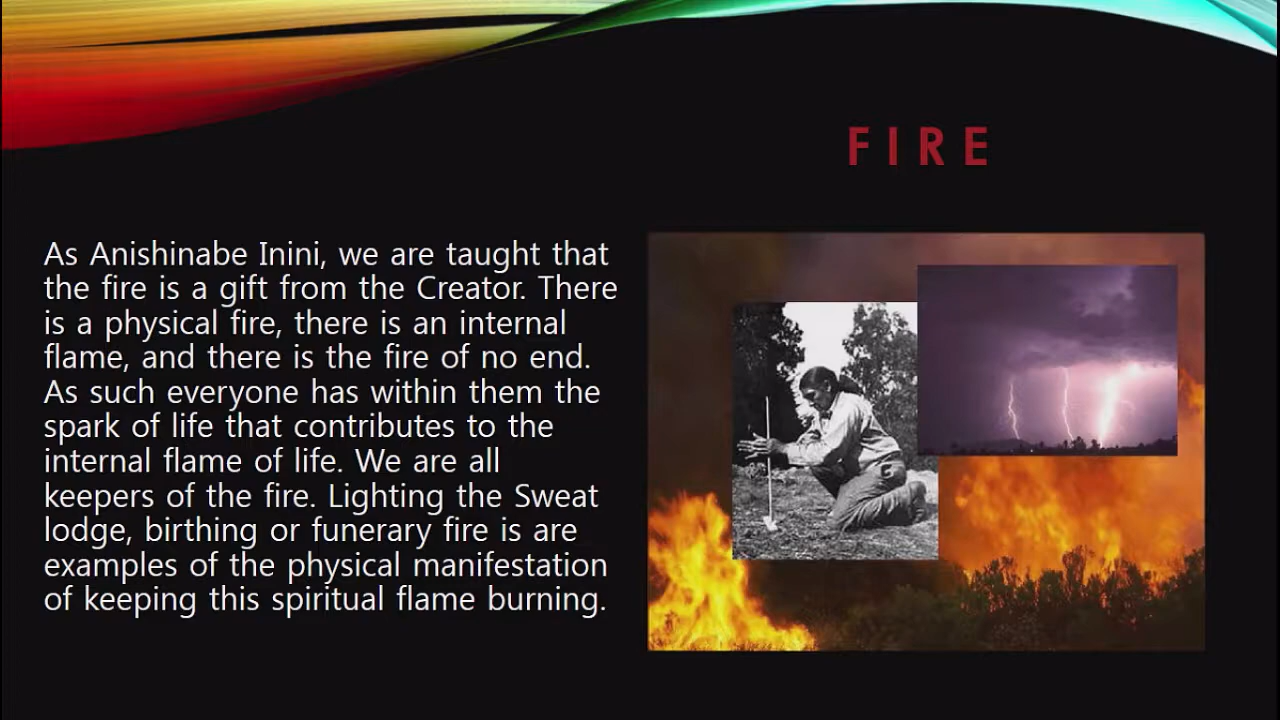 FIRE
As Anishinabe Inini, we are taught that
the fire is a gift from the Creator. There
is a physical fire, there is an internal
flame, and there is the fire of no end.
As such everyone has within them the
spark of life that contributes to the
internal flame of life. We are all
keepers of the fire. Lighting the Sweat
lodge, birthing or funerary fire is are
examples of the physical manifestation
of keeping this spiritual flame burning.